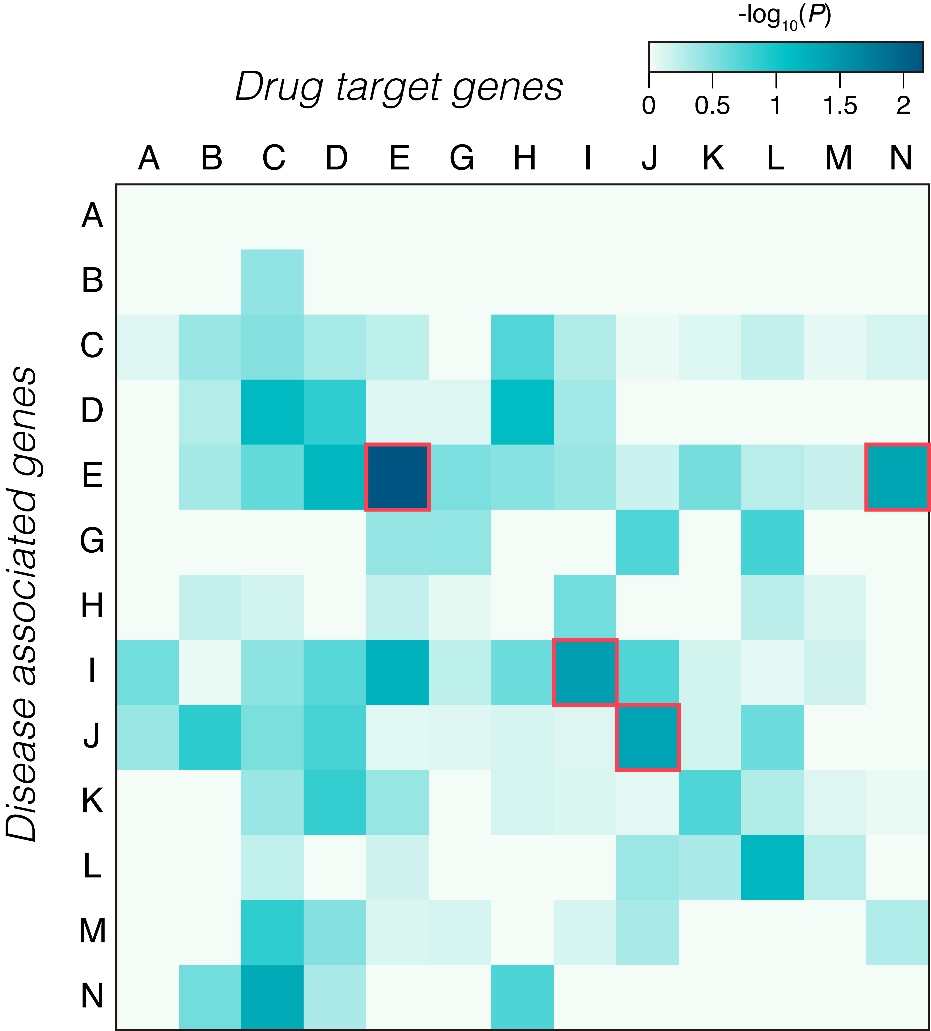 -log10(P)
0 0.5 1 1.5 2
Drug target genes
A B C D E G H I J K L M N
Disease associated genes
A
B
C
D
E
G
H
I
J
K
L
M
N